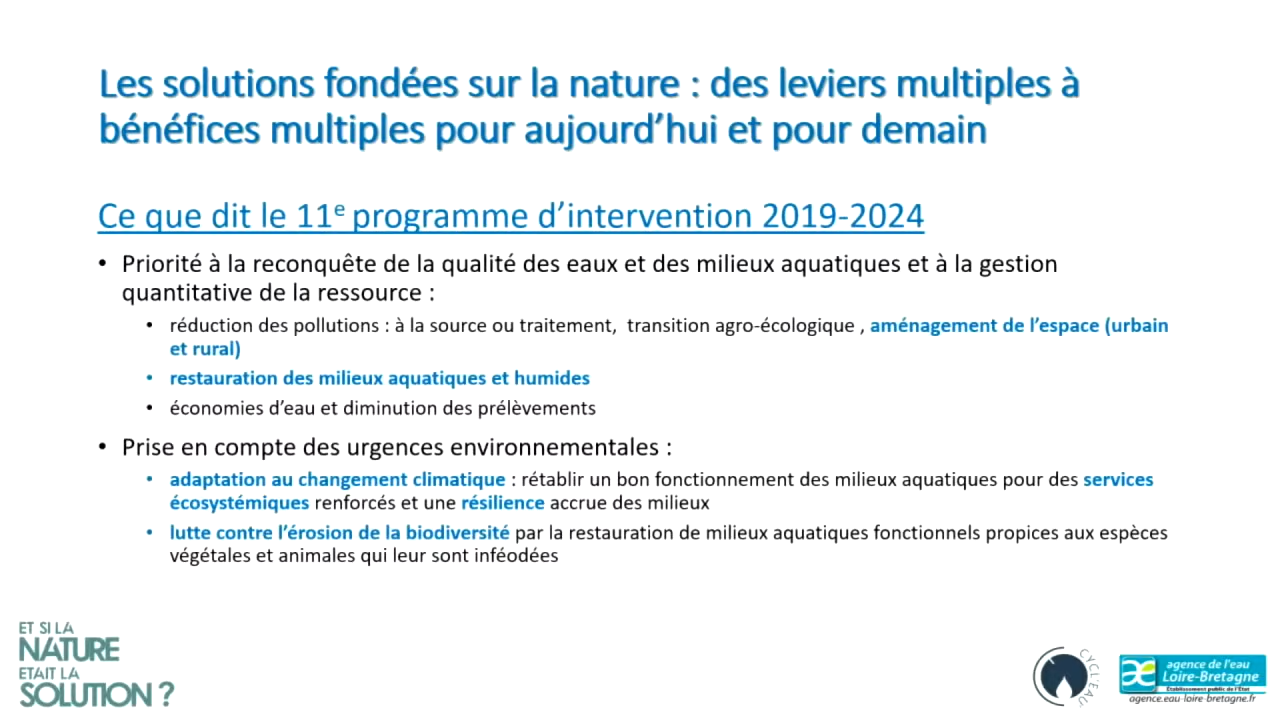 Les solutions fondées sur la nature : des leviers multiples à
bénéfices multiples pour aujourd’hui et pour demain
Ce que dit le 11e programme d’intervention 2019-2024
• Priorité à la reconquête de la qualité des eaux et des milieux aquatiques et à la gestion
quantitative de la ressource :
• réduction des pollutions : à la source ou traitement, transition agro-écologique , aménagement de l’espace (urbain
et rural)
• restauration des milieux aquatiques et humides
• économies d’eau et diminution des prélèvements
• Prise en compte des urgences environnementales :
• adaptation au changement climatique : rétablir un bon fonctionnement des milieux aquatiques pour des services
écosystémiques renforcés et une résilience accrue des milieux
• lutte contre l’érosion de la biodiversité par la restauration de milieux aquatiques fonctionnels propices aux espèces
végétales et animales qui leur sont inféodées
ET SI LA
NATURE
ETAIT LA
SOLUTION ?
CYCL'EAU
agence de l'eau
Loire-Bretagne
Établissement public de l'État
agence.eau-loire-bretagne.fr